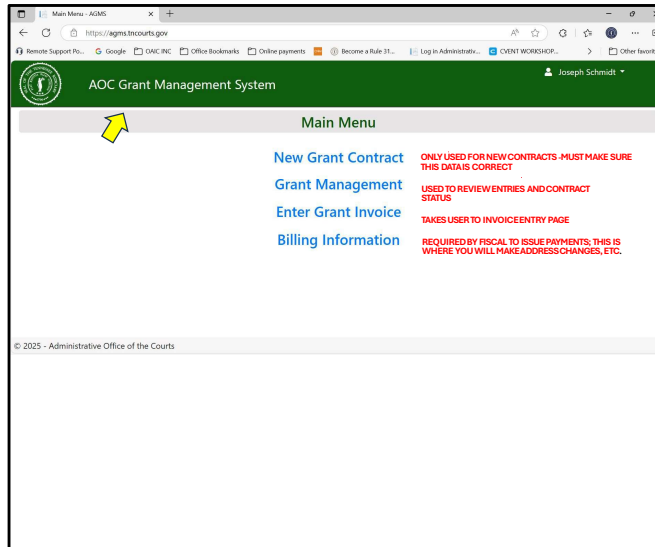 Main Menu - AGMS
https://agms.tncourts.gov
Remote Support Po... Google OAIC INC Office Bookmarks Online payments Become a Rule 31... Log in Administrativ... CVENT WORKSHOP... Other favorit
AOC Grant Management System
Joseph Schmidt
Main Menu
New Grant Contract
ONLY USED FOR NEW CONTRACTS -MUST MAKE SURE
THIS DATA IS CORRECT
Grant Management
USED TO REVIEW ENTRIES AND CONTRACT
STATUS
Enter Grant Invoice
TAKES USER TO INVOICE ENTRY PAGE
Billing Information
REQUIRED BY FISCAL TO ISSUE PAYMENTS; THIS IS
WHERE YOU WILL MAKE ADDRESS CHANGES, ETC.
© 2025 - Administrative Office of the Courts